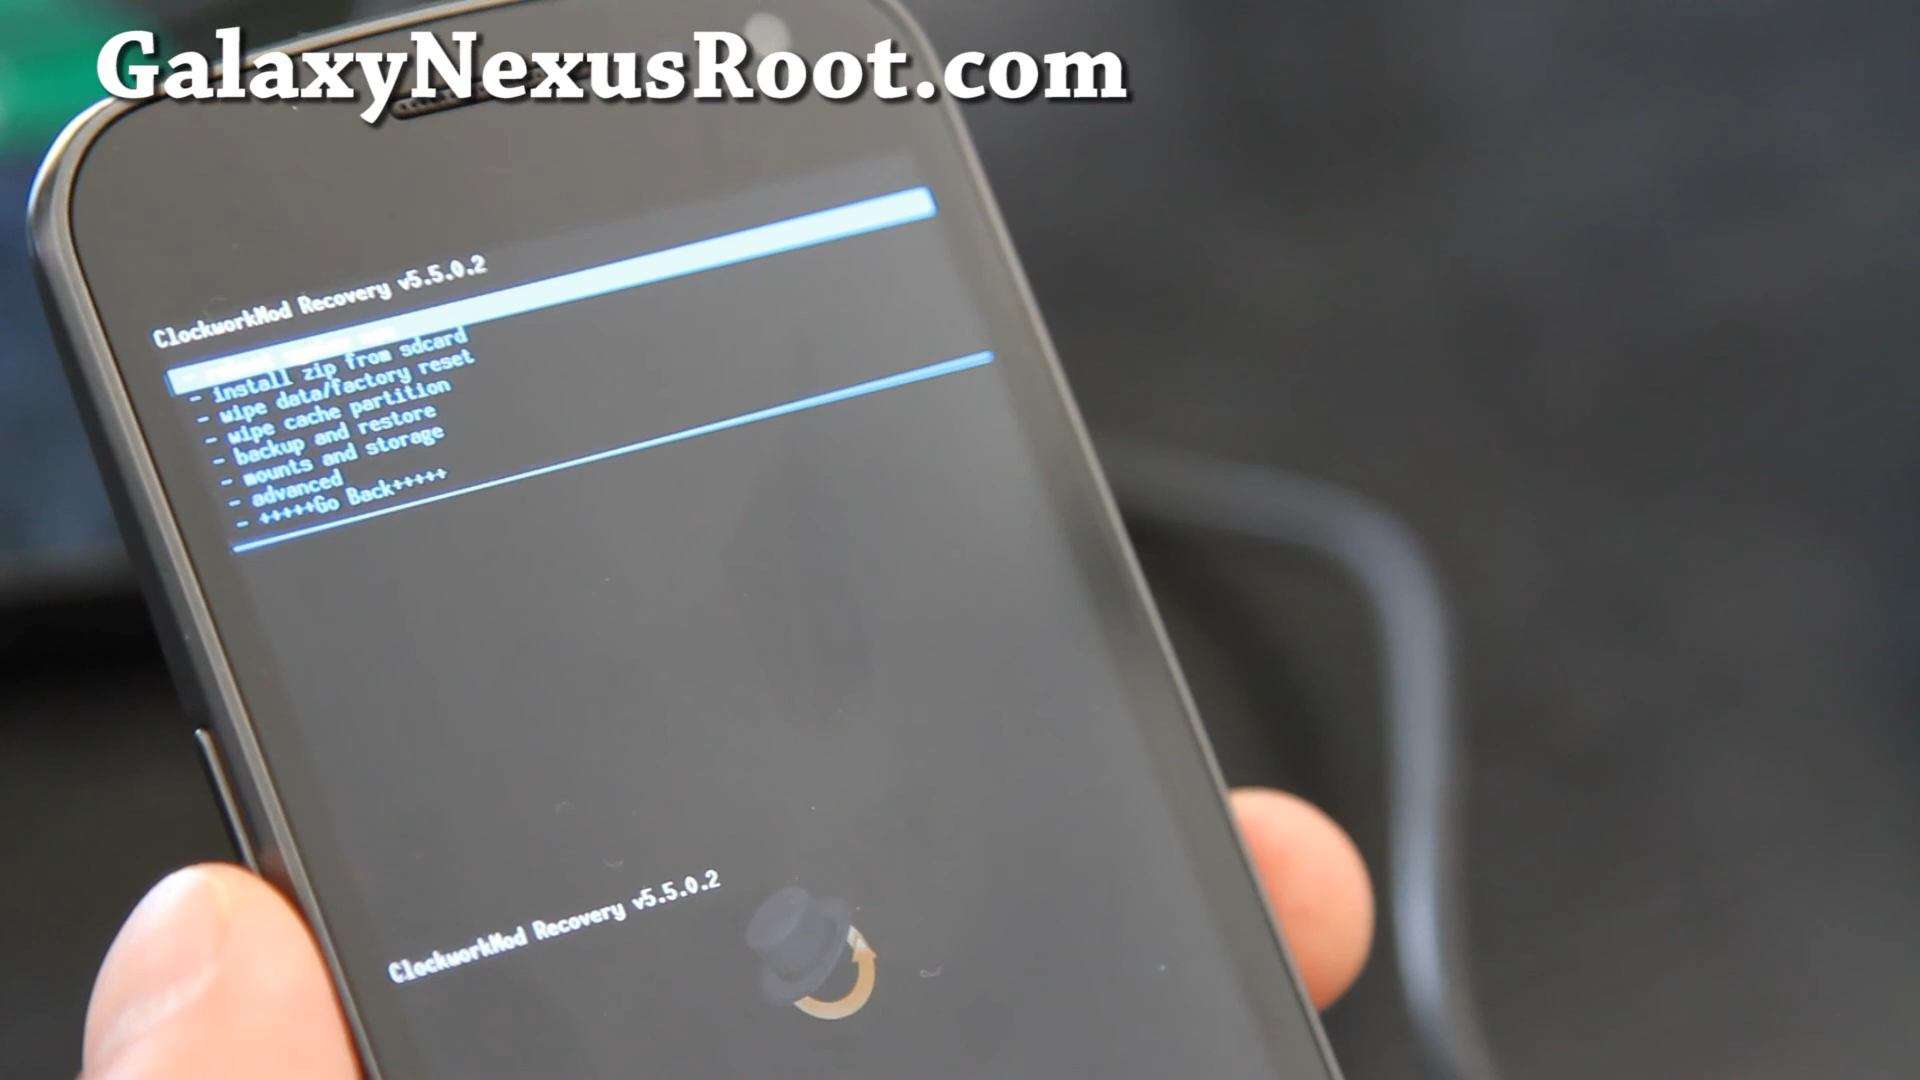 GalaxyNexusRoot.com
ClockworkMod Recovery v5.5.0.2
- install zip from sdcard
- wipe data/factory reset
- wipe cache partition
- backup and restore
- mounts and storage
- advanced
- +++++Go Back+++++
ClockworkMod Recovery v5.5.0.2